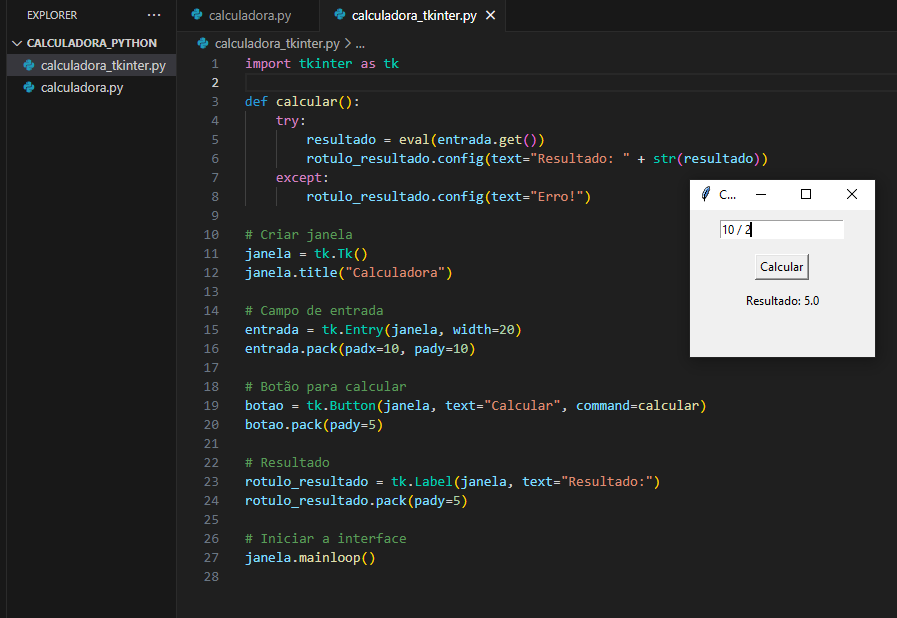 EXPLORER ...
CALCULADORA_PYTHON
calculadora_tkinter.py
calculadora.py
calculadora.py calculadora_tkinter.py
calculadora_tkinter.py > ...
1 import tkinter as tk
2
3 def calcular():
4 try:
5 resultado = eval(entrada.get())
6 rotulo_resultado.config(text="Resultado: " + str(resultado))
7 except:
8 rotulo_resultado.config(text="Erro!")
9
10 # Criar janela
11 janela = tk.Tk()
12 janela.title("Calculadora")
13
14 # Campo de entrada
15 entrada = tk.Entry(janela, width=20)
16 entrada.pack(padx=10, pady=10)
17
18 # Botão para calcular
19 botao = tk.Button(janela, text="Calcular", command=calcular)
20 botao.pack(pady=5)
21
22 # Resultado
23 rotulo_resultado = tk.Label(janela, text="Resultado:")
24 rotulo_resultado.pack(pady=5)
25
26 # Iniciar a interface
27 janela.mainloop()
28
C...
10 / 2
Calcular
Resultado: 5.0